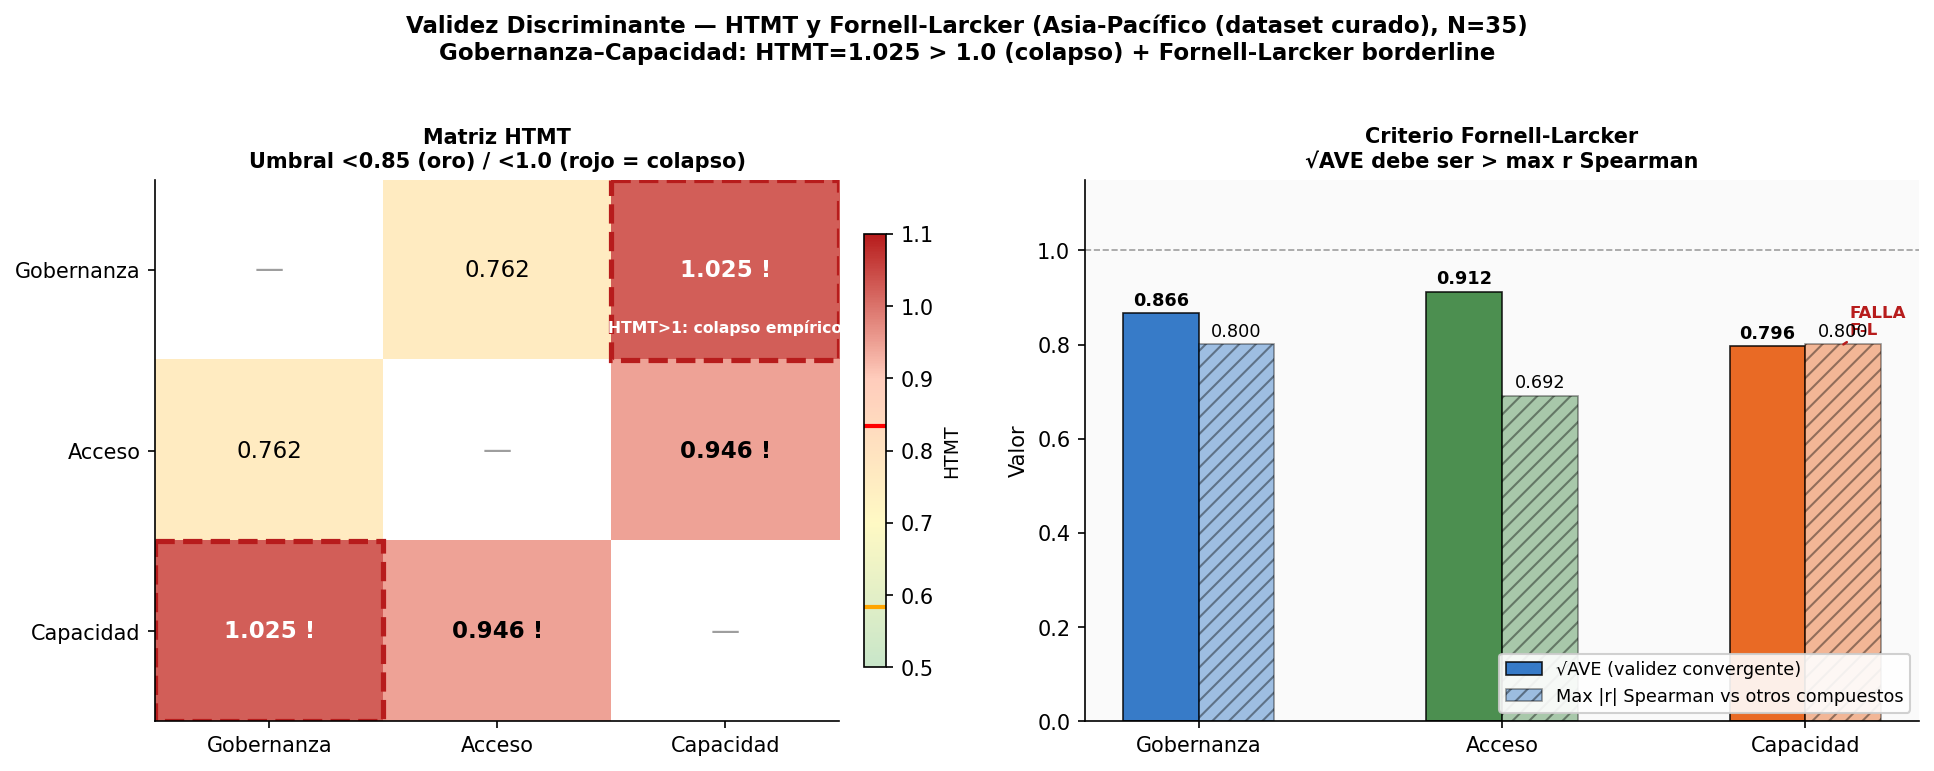 Validez Discriminante — HTMT y Fornell-Larcker (Asia-Pacífico (dataset curado), N=35)
Gobernanza–Capacidad: HTMT=1.025 > 1.0 (colapso) + Fornell-Larcker borderline
Matriz HTMT
Umbral <0.85 (oro) / <1.0 (rojo = colapso)
Gobernanza
—
0.762
1.025 !
HTMT>1: colapso empírico
Acceso
0.762
—
0.946 !
Capacidad
1.025 !
0.946 !
—
Gobernanza
Acceso
Capacidad
1.1
1.0
0.9
0.8
0.7
0.6
0.5
HTMT
Criterio Fornell-Larcker
√AVE debe ser > max r Spearman
Valor
1.0
0.8
0.6
0.4
0.2
0.0
0.866
0.800
0.912
0.692
0.796
0.800
FALLA
F-L
√AVE (validez convergente)
Max |r| Spearman vs otros compuestos
Gobernanza
Acceso
Capacidad